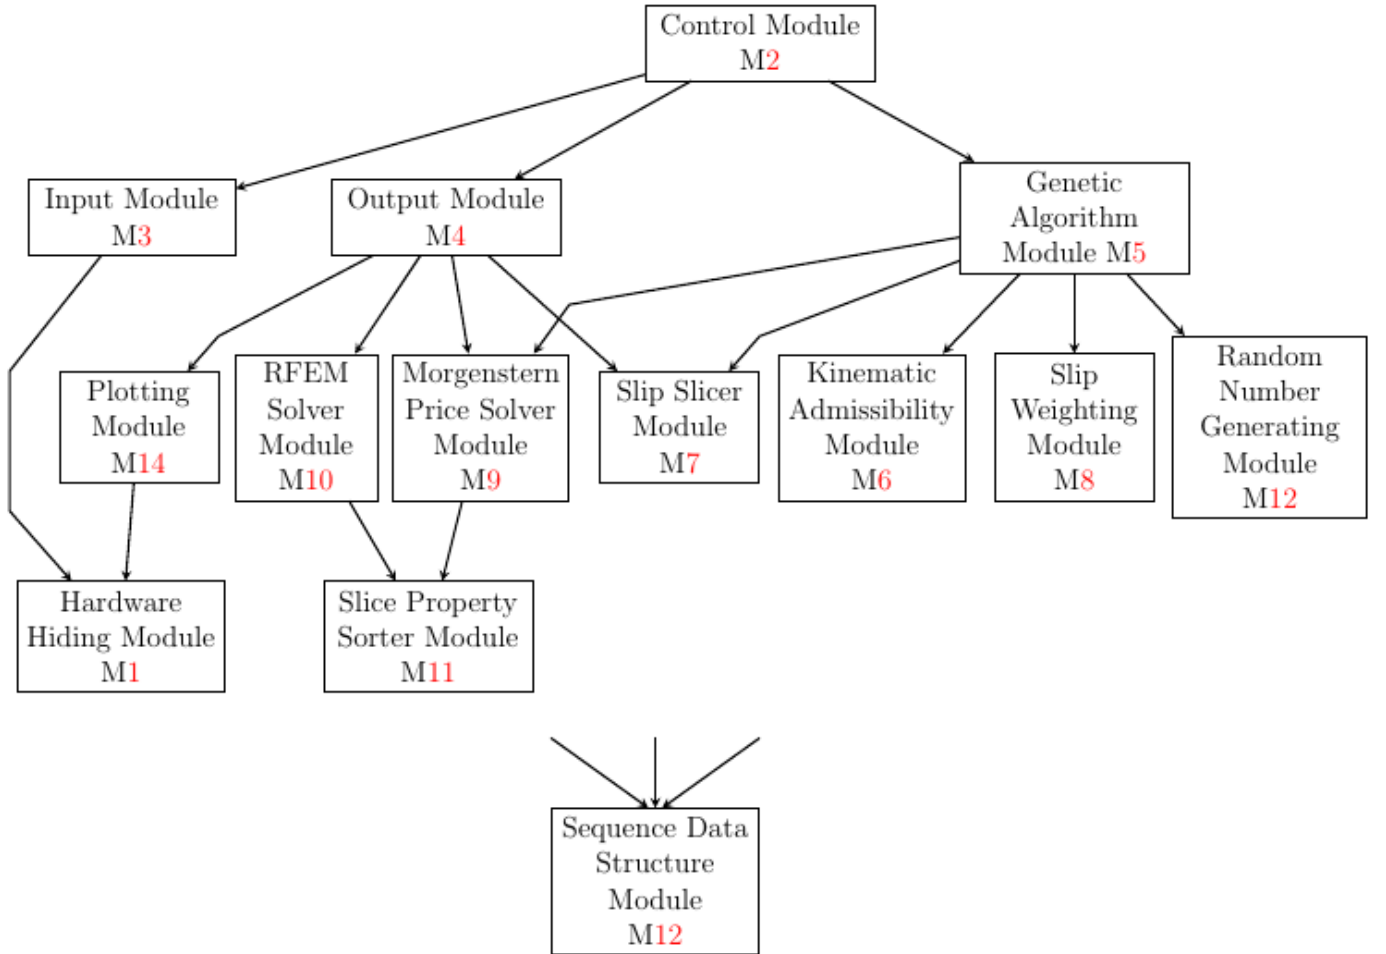 Control Module
M2
Input Module
M3
Output Module
M4
Genetic
Algorithm
Module M5
Plotting
Module
M14
RFEM
Solver
Module
M10
Morgenstern
Price Solver
Module
M9
Slip Slicer
Module
M7
Kinematic
Admissibility
Module
M6
Slip
Weighting
Module
M8
Random
Number
Generating
Module
M12
Hardware
Hiding Module
M1
Slice Property
Sorter Module
M11
Sequence Data
Structure
Module
M12